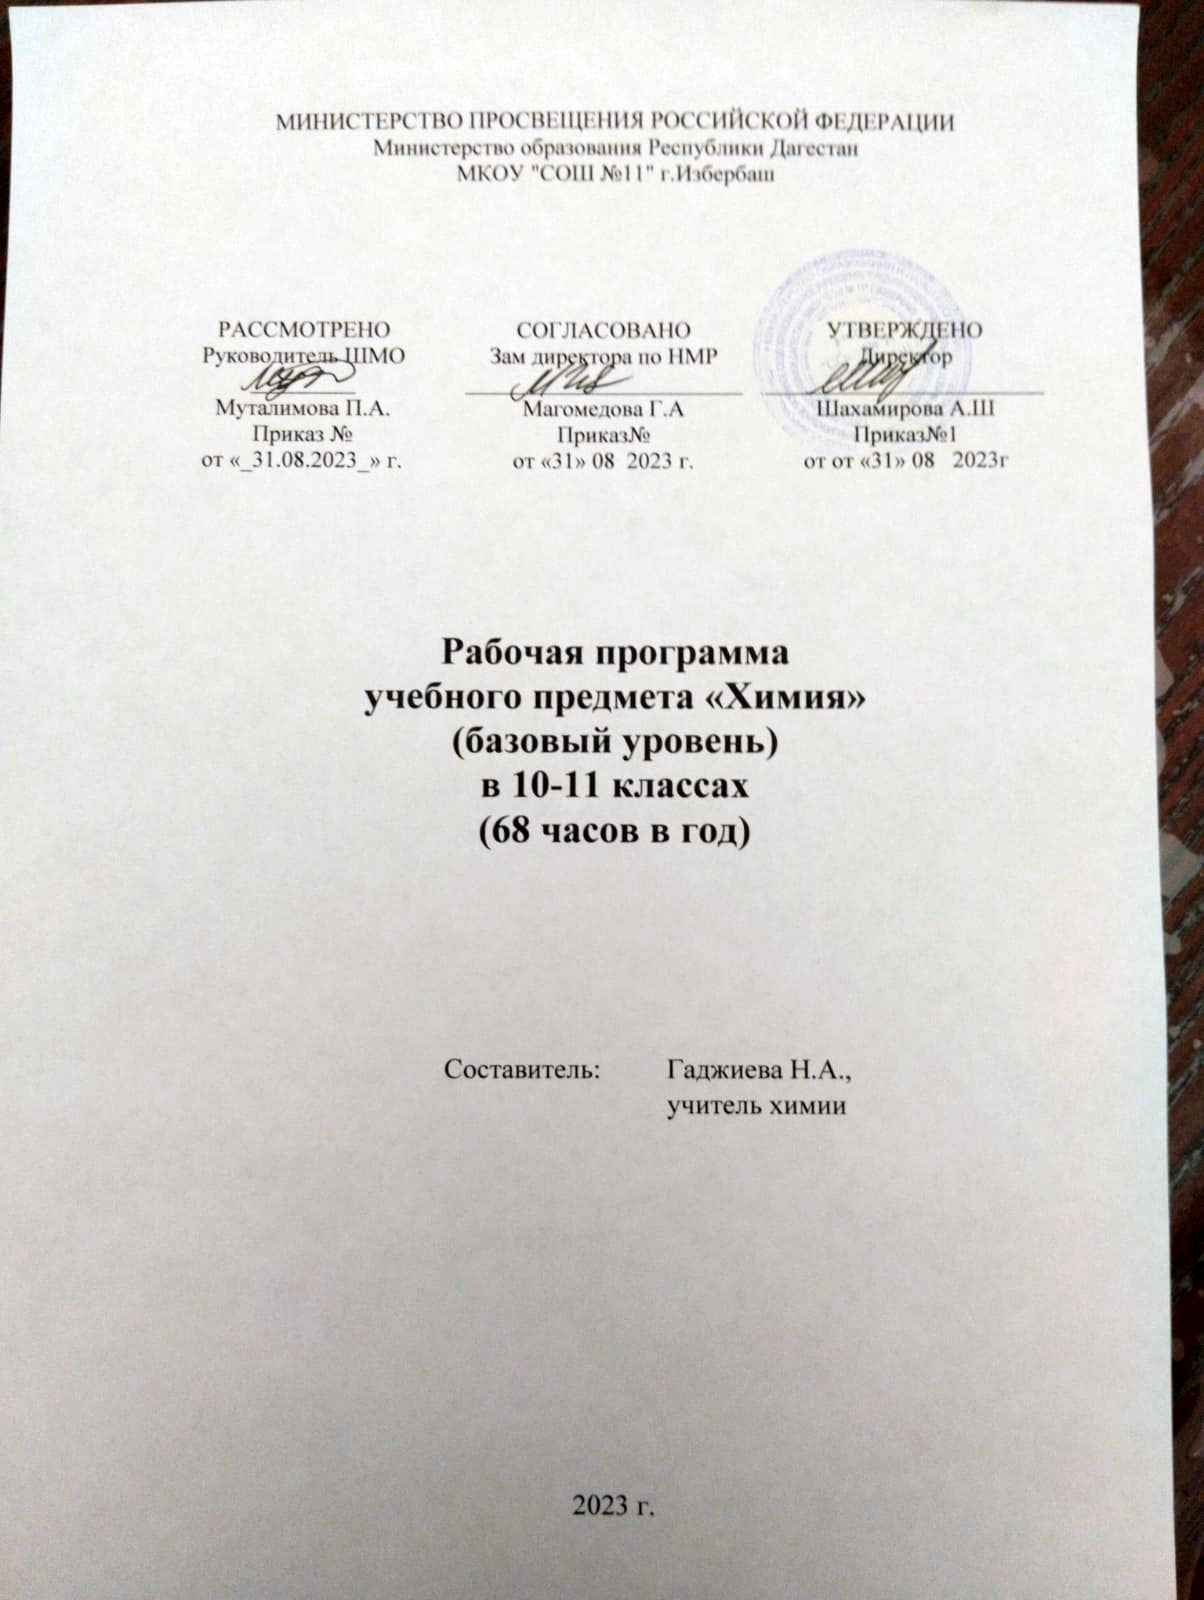 МИНИСТЕРСТВО ПРОСВЕЩЕНИЯ РОССИЙСКОЙ ФЕДЕРАЦИИ
Министерство образования Республики Дагестан
МКОУ "СОШ №11" г.Избербаш
РАССМОТРЕНО
Руководитель ШМО
Муталимова П.А.
Приказ №
от «_31.08.2023_» г.
СОГЛАСОВАНО
Зам директора по НМР
Магомедова Г.А
Приказ№
от «31» 08 2023 г.
УТВЕРЖДЕНО
Директор
Шахамирова А.Ш
Приказ№1
от от «31» 08 2023г
Рабочая программа
учебного предмета «Химия»
(базовый уровень)
в 10-11 классах
(68 часов в год)
Составитель: Гаджиева Н.А.,
учитель химии
2023 г.